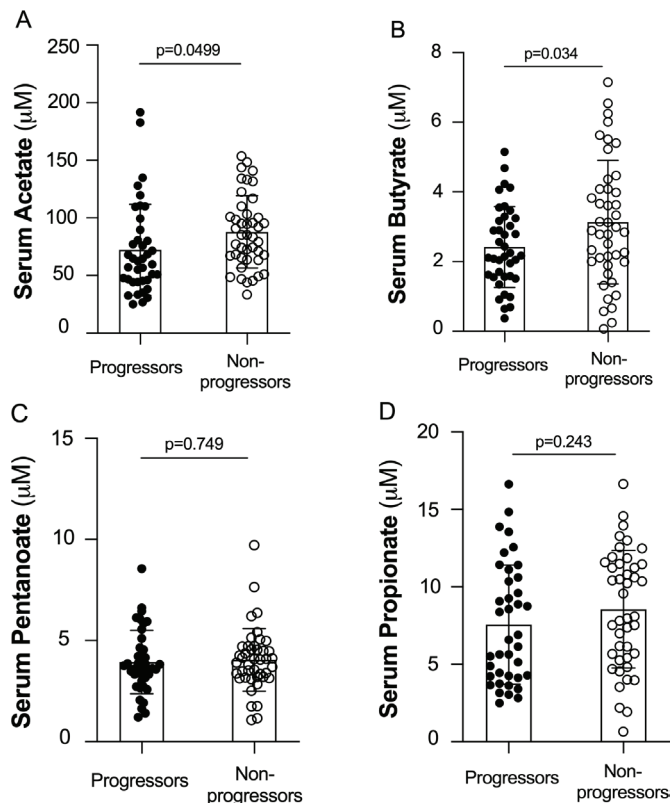 A
Serum Acetate (μM)
250
200
150
100
50
0
p=0.0499
Progressors
Non-
progressors
B
Serum Butyrate (μM)
8
6
4
2
0
p=0.034
Progressors
Non-
progressors
C
Serum Pentanoate (μM)
15
10
5
0
p=0.749
Progressors
Non-
progressors
D
Serum Propionate (μM)
20
15
10
5
0
p=0.243
Progressors
Non-
progressors